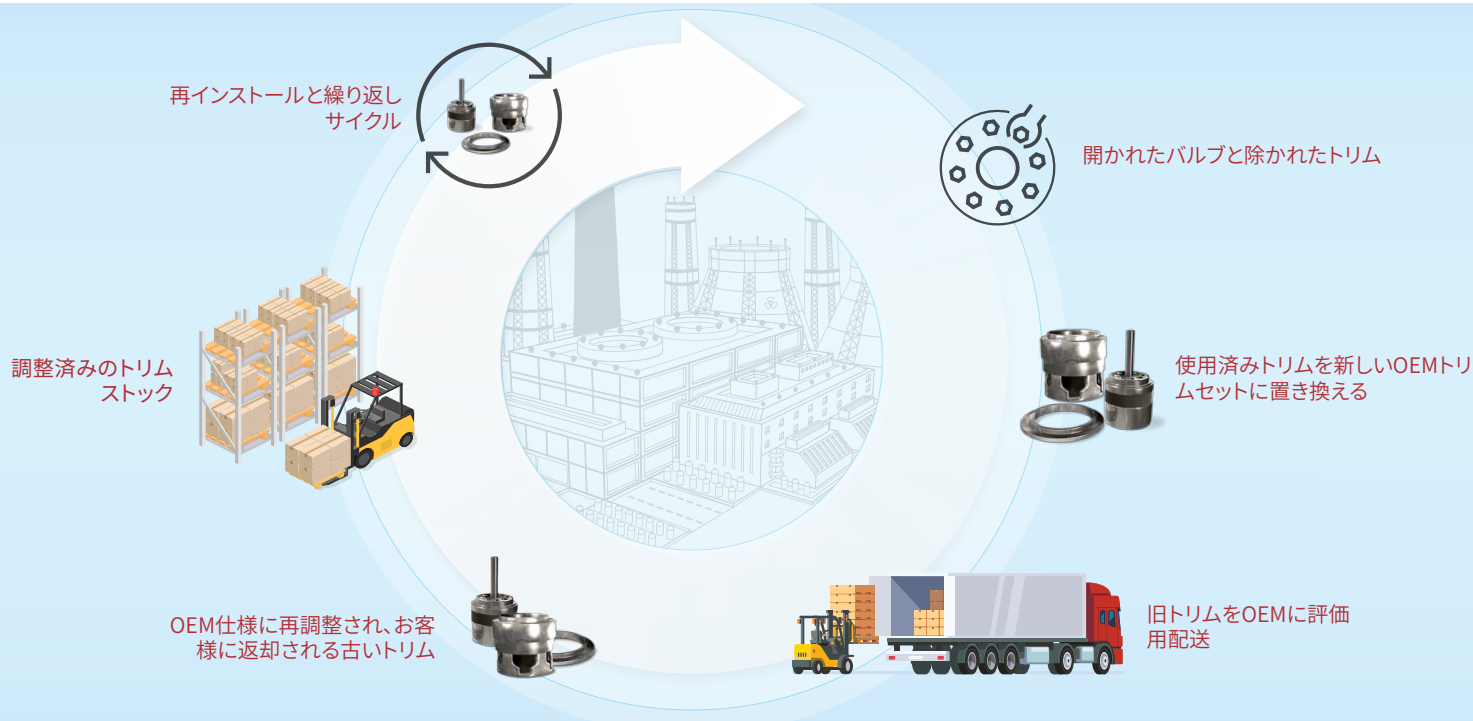 再インストールと繰り返し
サイクル
開かれたバルブと除かれたトリム
使用済みトリムを新しいOEMトリ
ムセットに置き換える
旧トリムをOEMに評価
用配送
OEM仕様に再調整され、お客
様に返却される古いトリム
調整済みのトリム
ストック